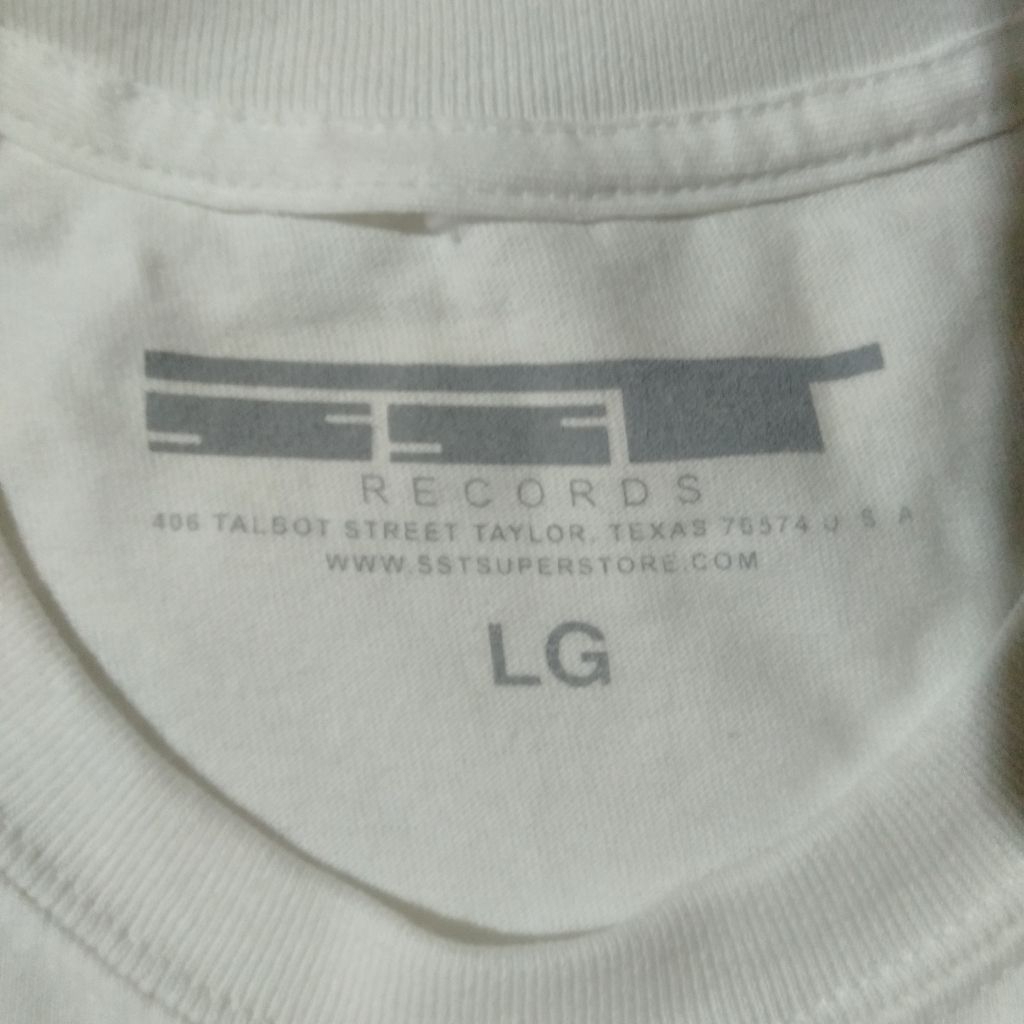 SST
RECORDS
406 TALBOT STREET TAYLOR, TEXAS 76574 U S A
WWW.SSTSUPERSTORE.COM
LG